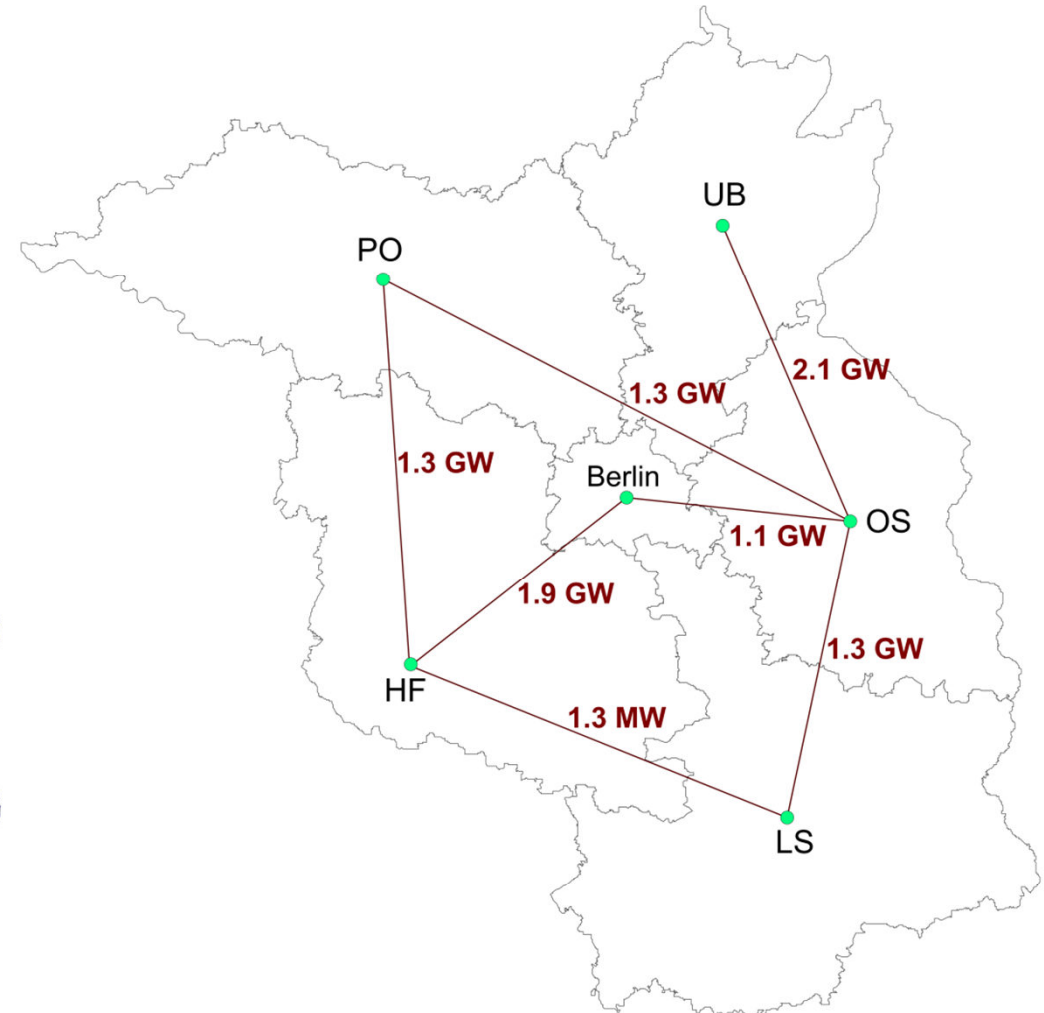 UB
PO
2.1 GW
1.3 GW
1.3 GW
Berlin
OS
1.1 GW
1.9 GW
1.3 GW
HF
1.3 MW
LS